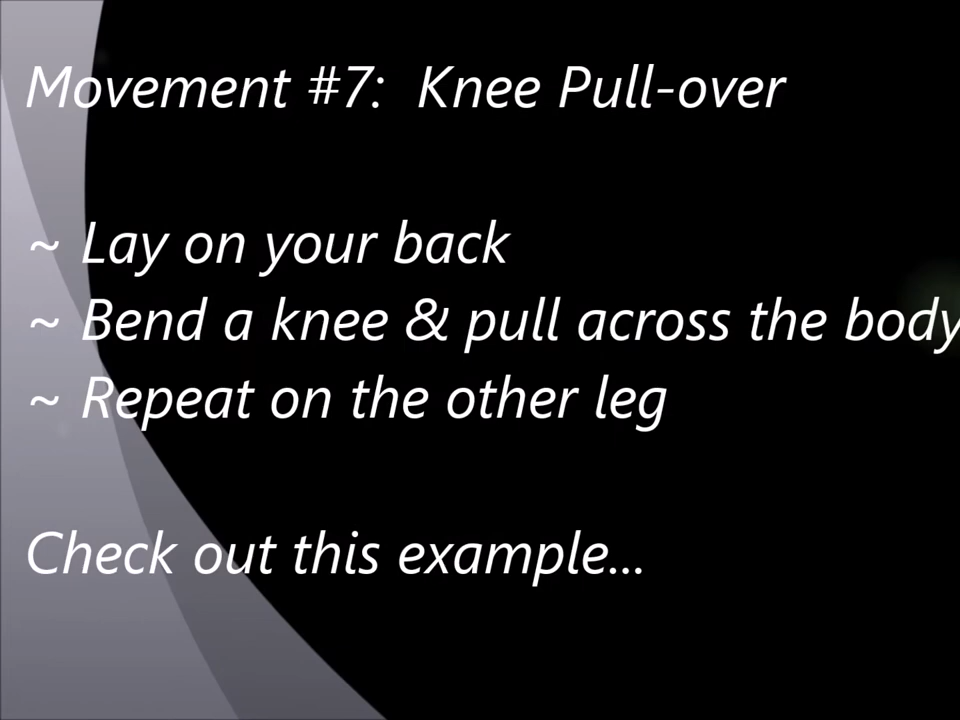 Movement #7:  Knee Pull-over
~ Lay on your back
~ Bend a knee & pull across the body
~ Repeat on the other leg
Check out this example...